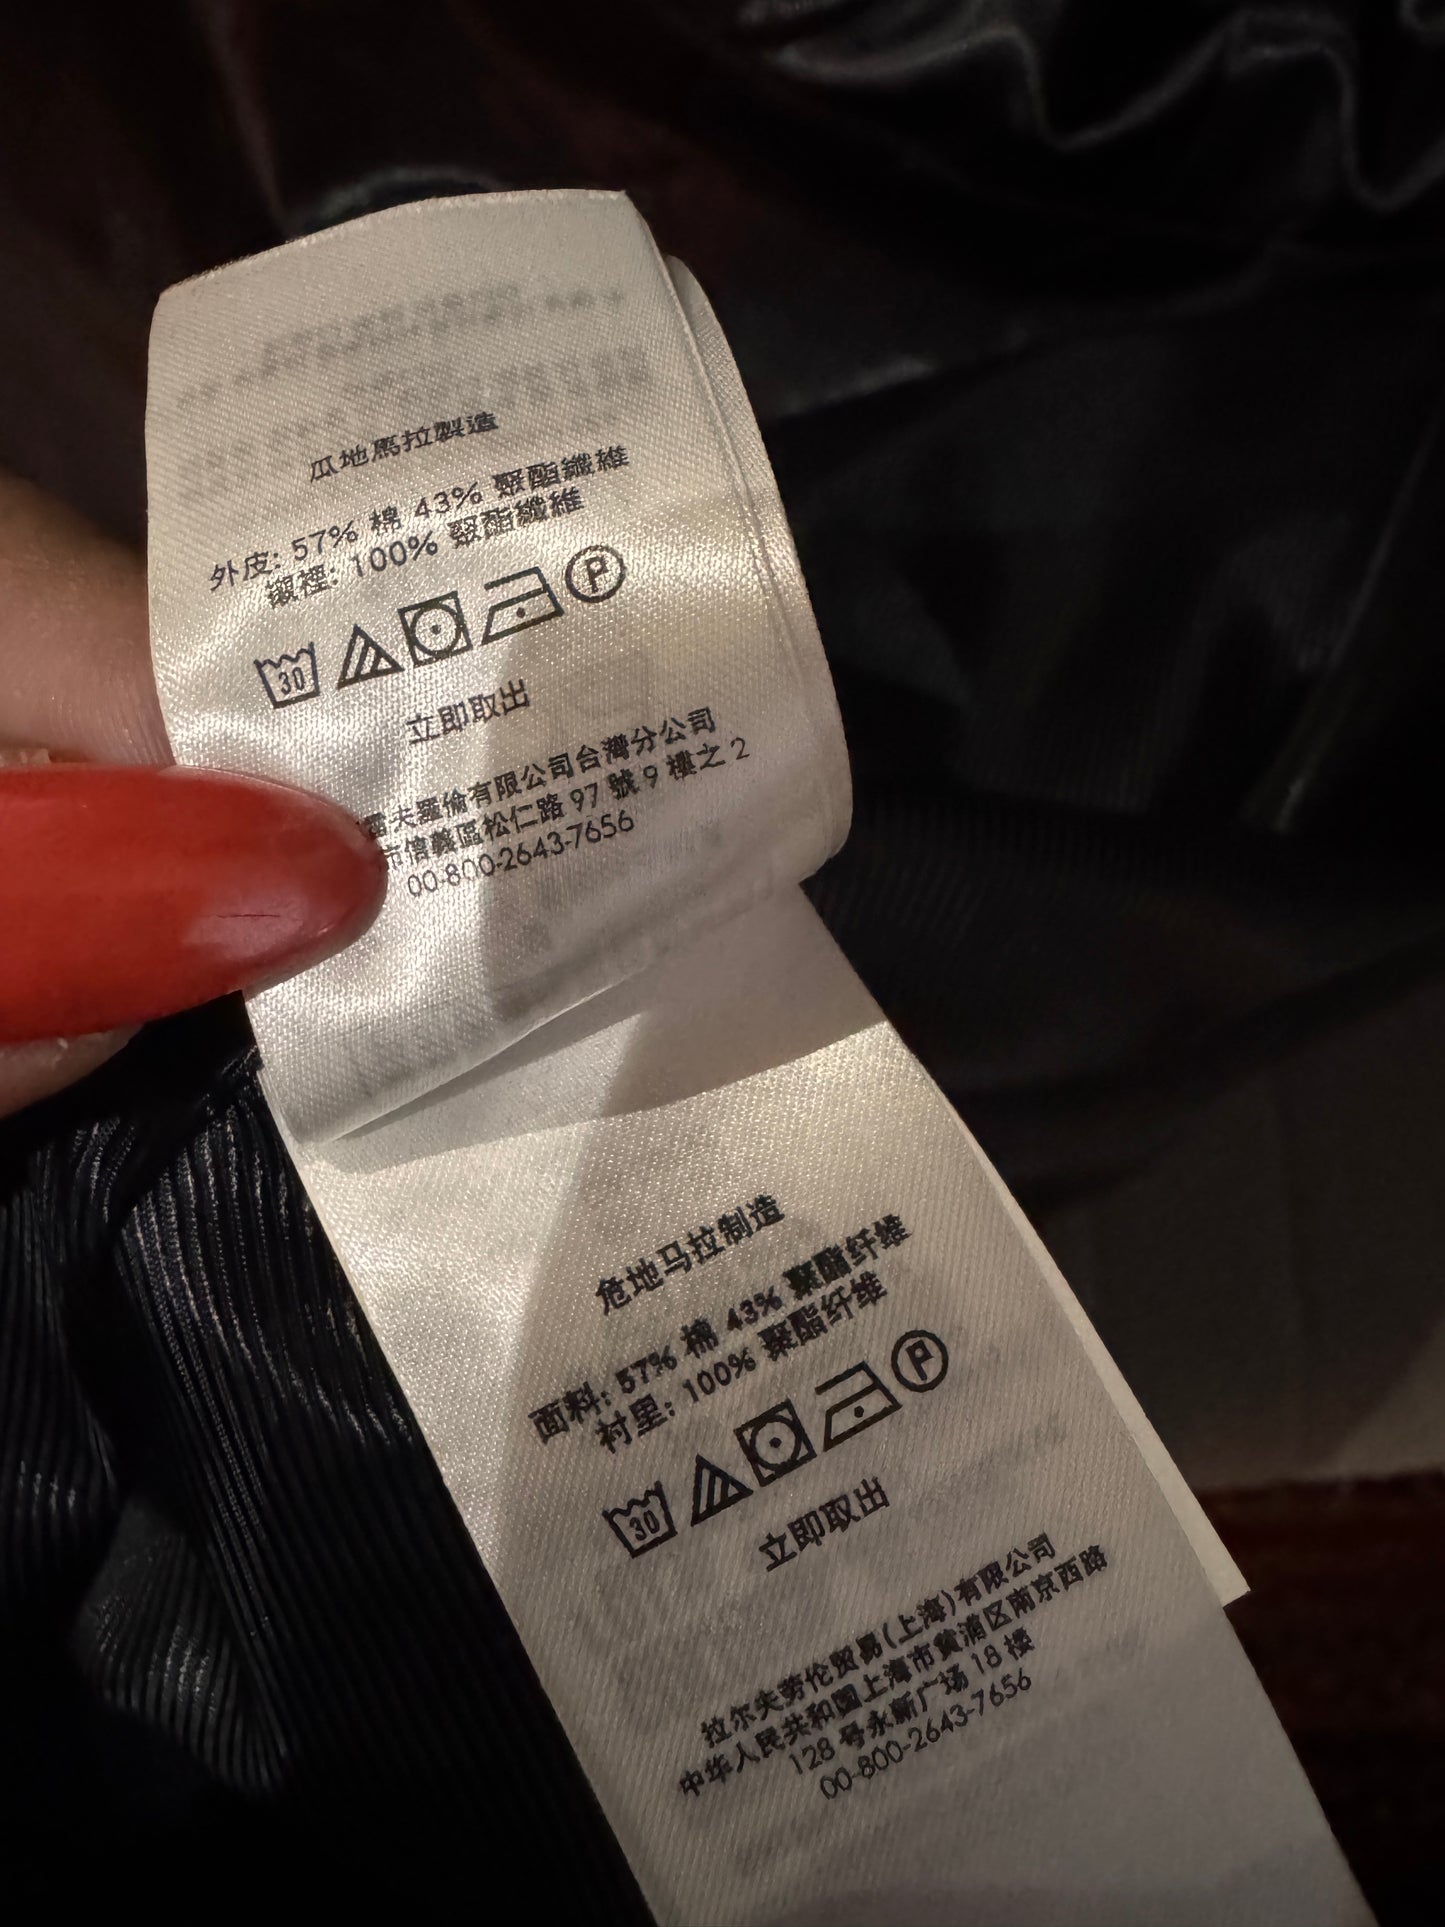 瓜地馬拉製造
外皮: 57% 棉 43% 聚酯纖維
襯裡: 100% 聚酯纖維
30 P
立即取出
夫羅倫有限公司台灣分公司
市信義區松仁路 97 號 9 樓之 2
00-800-2643-7656
危地马拉制造
面料: 57% 棉 43% 聚酯纤维
衬里: 100% 聚酯纤维
30 P
立即取出
拉尔夫劳伦贸易(上海)有限公司
中华人民共和国上海市黄浦区南京西路
128 号永新广场 18 楼
00-800-2643-7656